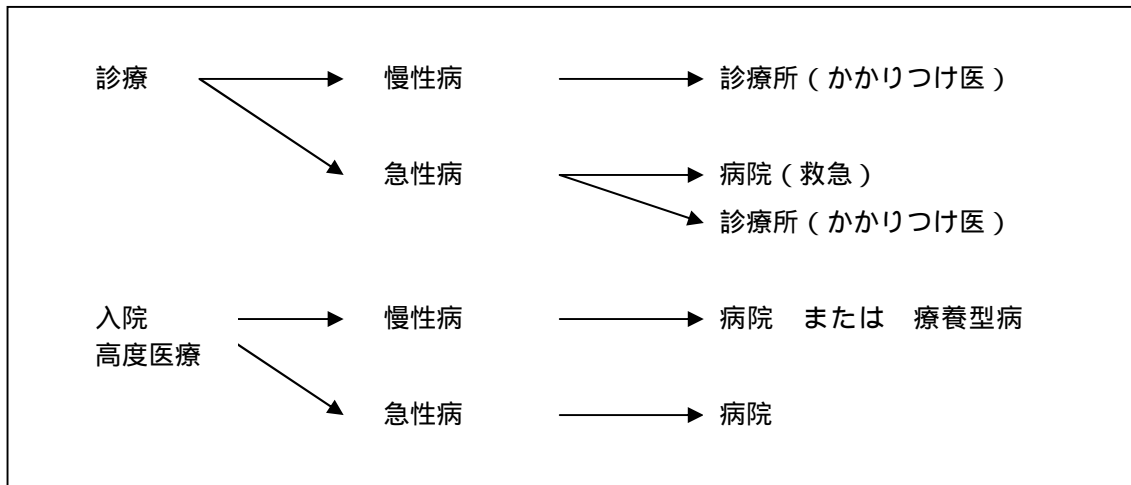 診療 慢性病 診療所(かかりつけ医)
急性病 病院(救急)
診療所(かかりつけ医)
入院 慢性病 病院 または 療養型病
高度医療
急性病 病院